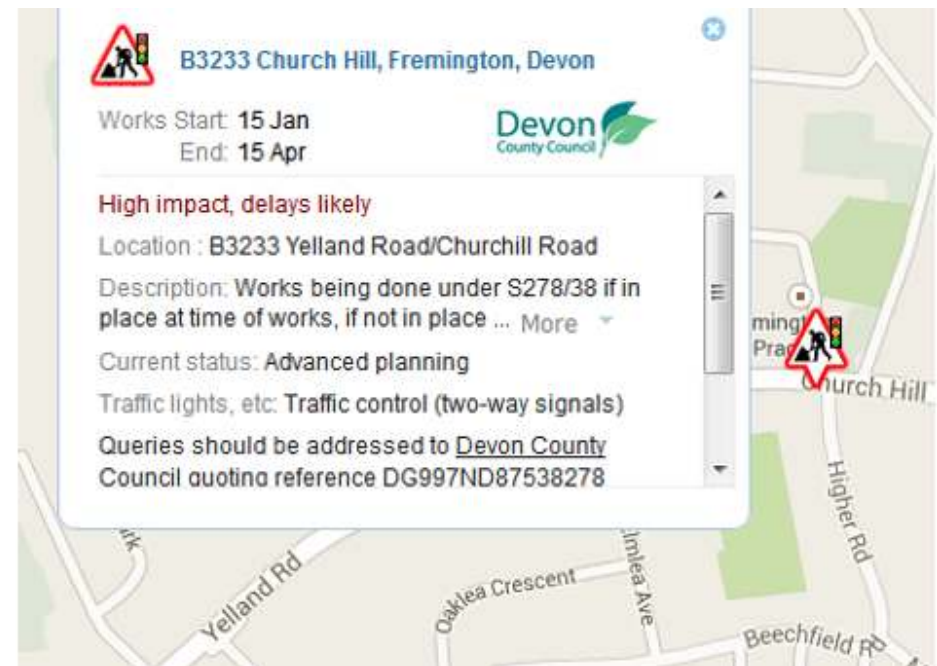 B3233 Church Hill, Fremington, Devon
Works Start: 15 Jan
End: 15 Apr
Devon
County Council
High impact, delays likely
Location : B3233 Yelland Road/Churchill Road
Description: Works being done under S278/38 if in
place at time of works, if not in place ... More
Current status: Advanced planning
Traffic lights, etc: Traffic control (two-way signals)
Queries should be addressed to Devon County
Council quoting reference DG997ND87538278
Church Hill
Higher Rd
Yelland Rd
Oaklea Crescent
Elmlea Ave
Beechfield Rd